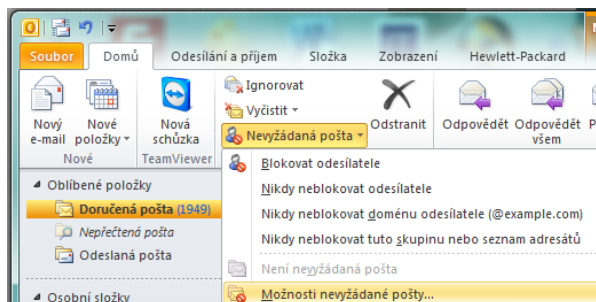 Soubor Domů Odesílání a příjem Složka Zobrazení Hewlett-Packard
Nový e-mail
Nové položky
Nová schůzka
Ignorovat
Vyčistit
Nevyžádaná pošta
Odstranit
Odpovědět
Odpovědět všem
Nové
TeamViewer
Blokovat odesílatele
Nikdy neblokovat odesílatele
Nikdy neblokovat doménu odesílatele (@example.com)
Nikdy neblokovat tuto skupinu nebo seznam adresátů
Není nevyžádaná pošta
Možnosti nevyžádané pošty...
Oblíbené položky
Doručená pošta (1949)
Nepřečtená pošta
Odeslaná pošta
Osobní složky